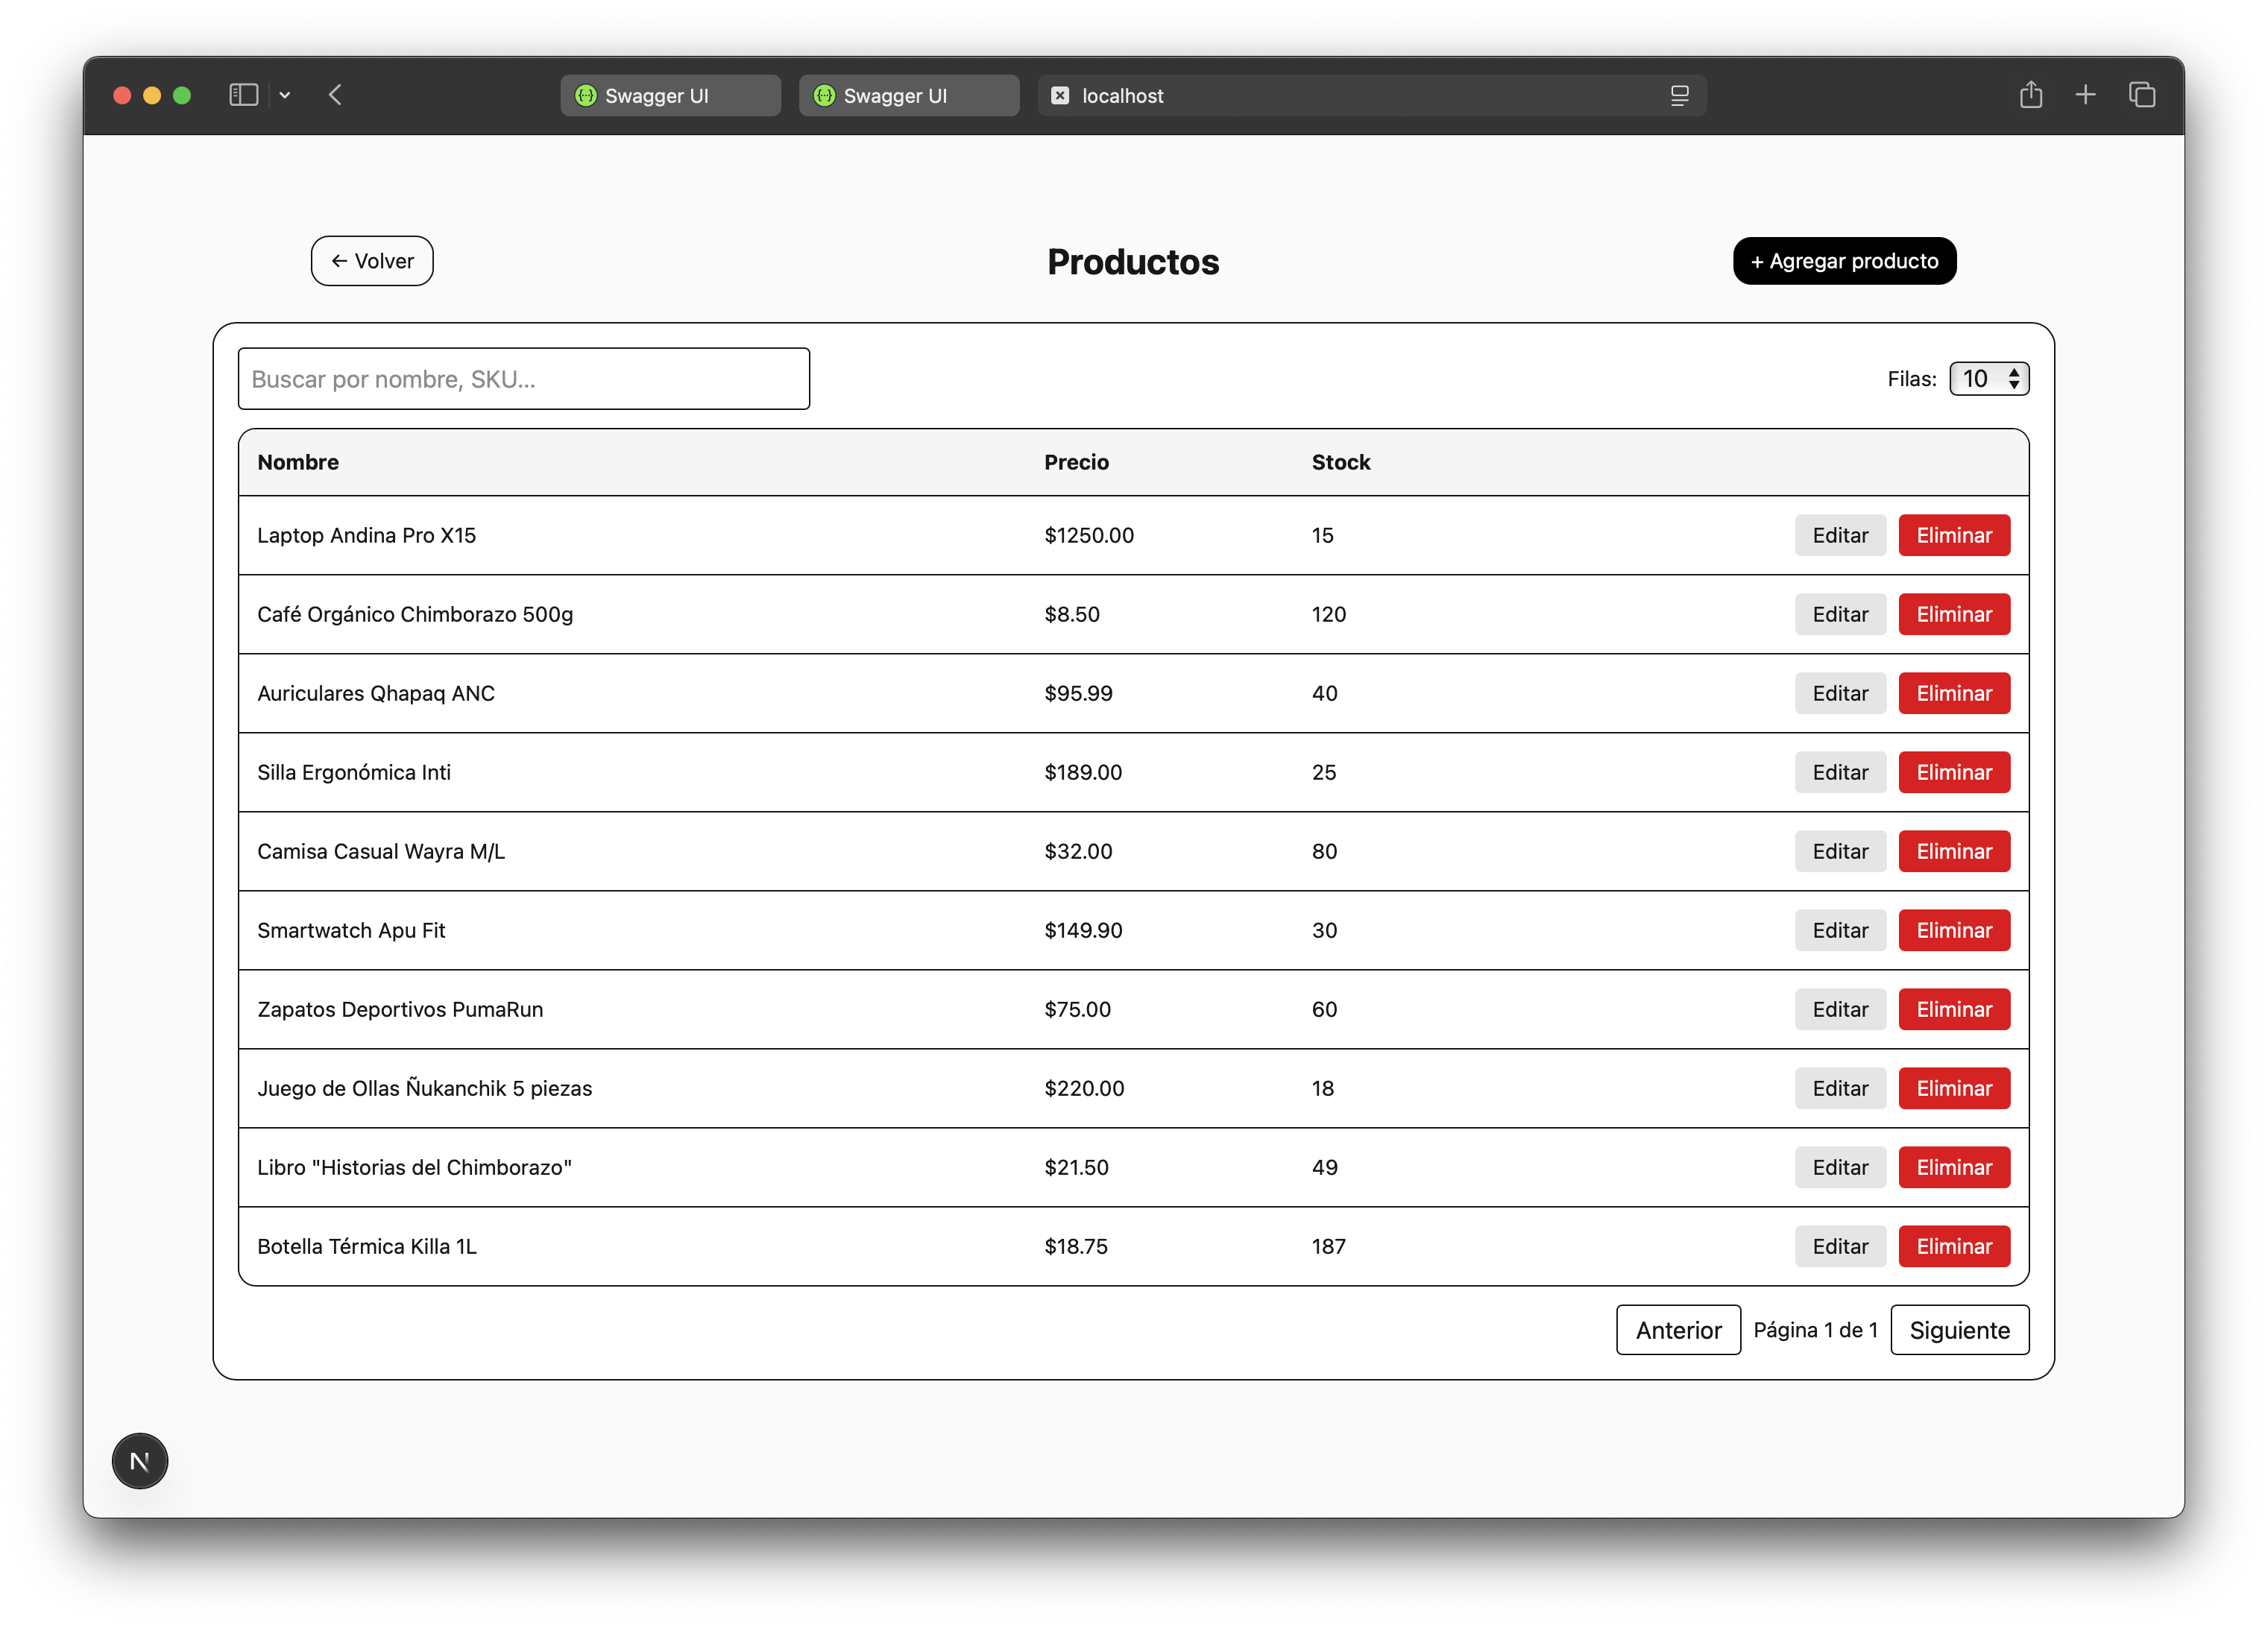 Swagger UI Swagger UI localhost
← Volver Productos + Agregar producto
Buscar por nombre, SKU... Filas: 10
Nombre Precio Stock
Laptop Andina Pro X15 $1250.00 15 Editar Eliminar
Café Orgánico Chimborazo 500g $8.50 120 Editar Eliminar
Auriculares Qhapaq ANC $95.99 40 Editar Eliminar
Silla Ergonómica Inti $189.00 25 Editar Eliminar
Camisa Casual Wayra M/L $32.00 80 Editar Eliminar
Smartwatch Apu Fit $149.90 30 Editar Eliminar
Zapatos Deportivos PumaRun $75.00 60 Editar Eliminar
Juego de Ollas Ñukanchik 5 piezas $220.00 18 Editar Eliminar
Libro "Historias del Chimborazo" $21.50 49 Editar Eliminar
Botella Térmica Killa 1L $18.75 187 Editar Eliminar
Anterior Página 1 de 1 Siguiente
N